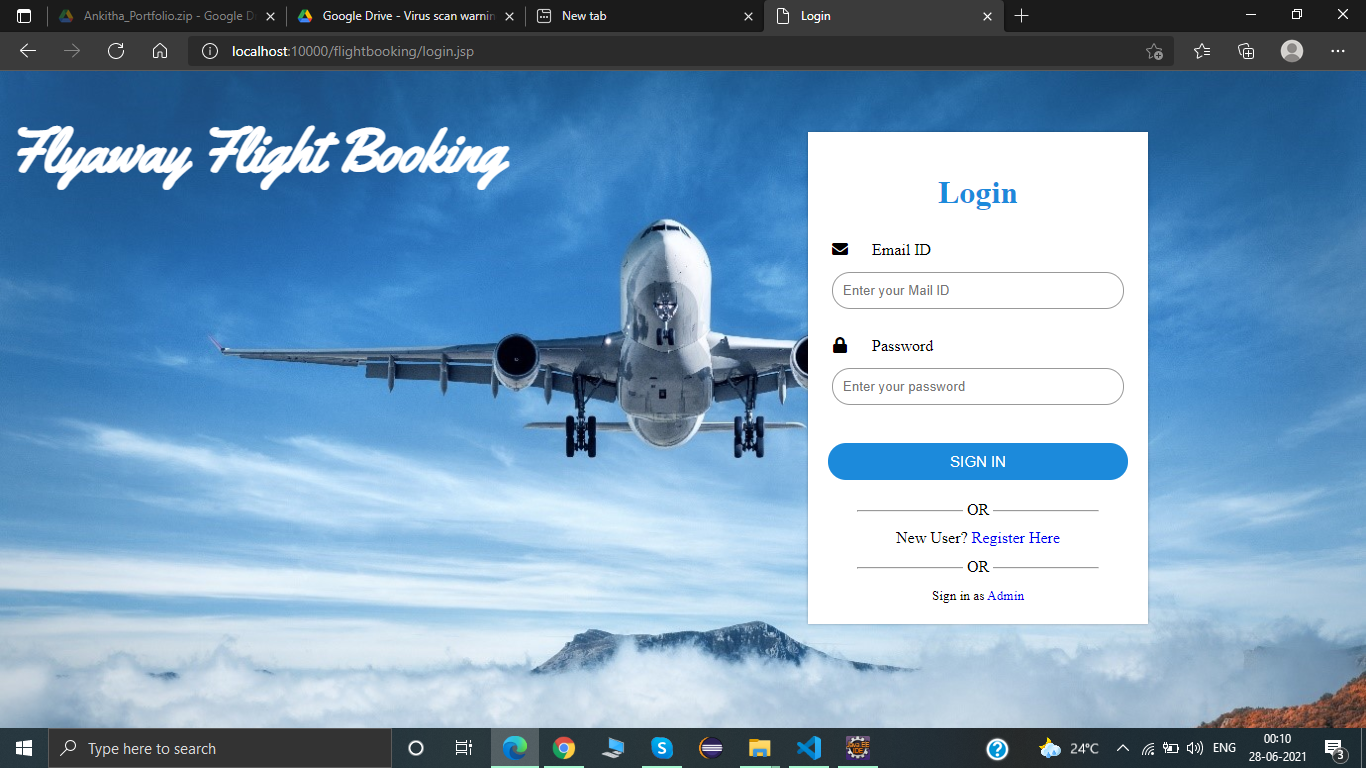 Ankitha_Portfolio.zip - Google D
Google Drive - Virus scan warnin
New tab
Login
localhost:10000/flightbooking/login.jsp
Flyaway Flight Booking
Login
Email ID
Enter your Mail ID
Password
Enter your password
SIGN IN
OR
New User? Register Here
OR
Sign in as Admin
Type here to search
24°C
ENG
00:10
28-06-2021
3